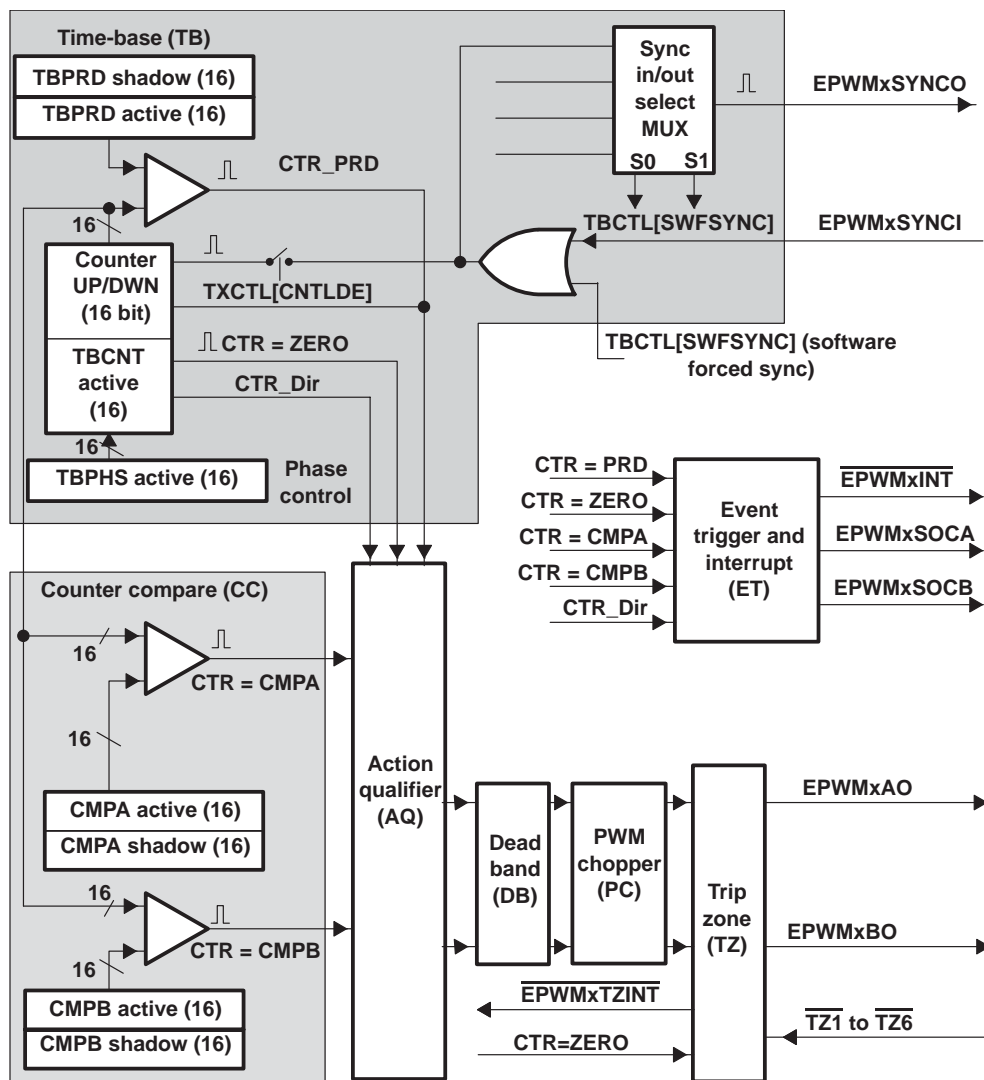 Time-base (TB)
TBPRD shadow (16)
TBPRD active (16)
CTR_PRD
16
Counter
UP/DWN
(16 bit)
TBCNT
active
(16)
TXCTL[CNTLDE]
CTR = ZERO
CTR_Dir
16
TBPHS active (16)
Phase
control
Sync
in/out
select
MUX
S0 S1
EPWMxSYNCO
TBCTL[SWFSYNC]
EPWMxSYNCI
TBCTL[SWFSYNC] (software
forced sync)
CTR = PRD
CTR = ZERO
CTR = CMPA
CTR = CMPB
CTR_Dir
Event
trigger and
interrupt
(ET)
EPWMxINT
EPWMxSOCA
EPWMxSOCB
Counter compare (CC)
16
CTR = CMPA
16
CMPA active (16)
CMPA shadow (16)
16
CTR = CMPB
16
CMPB active (16)
CMPB shadow (16)
Action
qualifier
(AQ)
Dead
band
(DB)
PWM
chopper
(PC)
Trip
zone
(TZ)
EPWMxAO
EPWMxBO
EPWMxTZINT
TZ1 to TZ6
CTR=ZERO